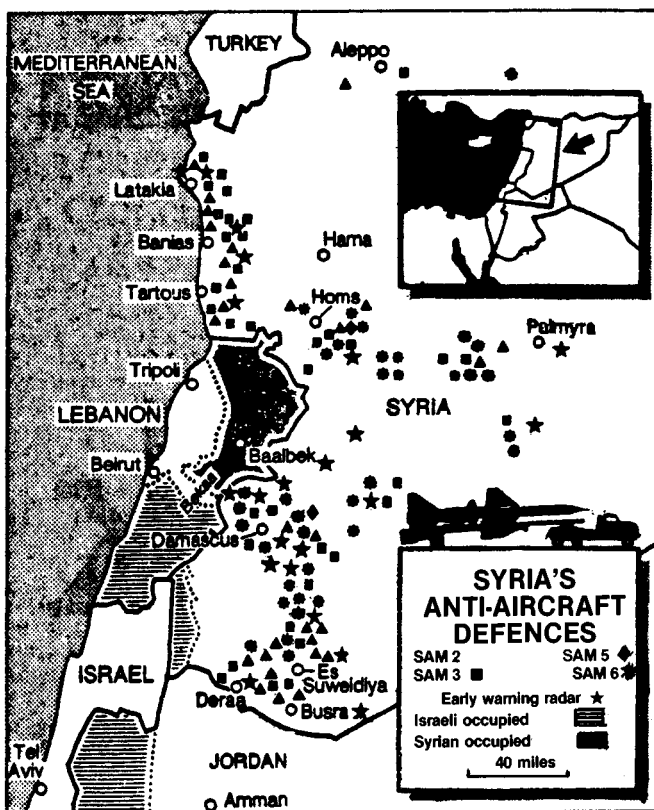 TURKEY
Aleppo
MEDITERRANEAN
SEA
Latakia
Banias
Hama
Tartous
Homs
Palmyra
Tripoli
LEBANON
SYRIA
Beirut
Baalbek
Bekaa
Damascus
ISRAEL
Es
Suweidiya
Deraa
Busra
Tel
Aviv
JORDAN
Amman
SYRIA'S
ANTI-AIRCRAFT
DEFENCES
SAM 2 SAM 5
SAM 3 SAM 6
Early warning radar
Israeli occupied
Syrian occupied
40 miles